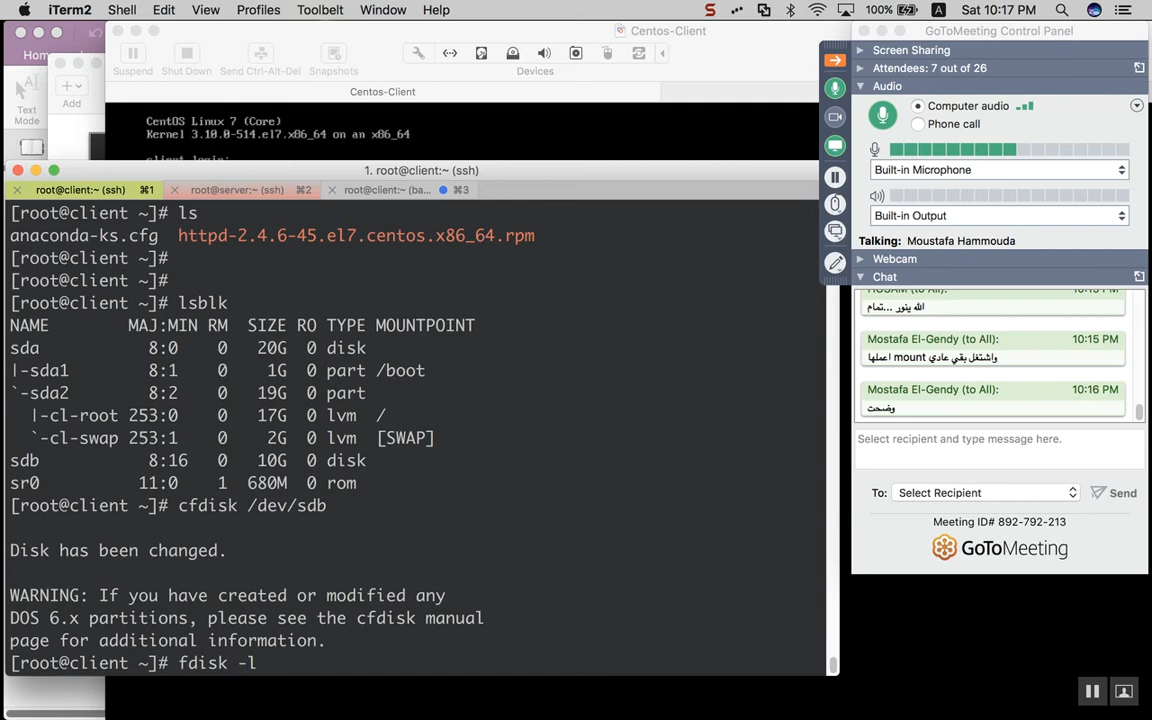 iTerm2 Shell Edit View Profiles Toolbelt Window Help 100% A Sat 10:17 PM
Centos-Client
Suspend Shut Down Send Ctrl-Alt-Del Snapshots Devices
Centos-Client
Text Mode
Add
CentOS Linux 7 (Core)
Kernel 3.10.0-514.el7.x86_64 on an x86_64
client login:
1. root@client:~ (ssh)
root@client:~ (ssh) ⌘1 root@server:~ (ssh) ⌘2 root@client:~ (ba... ⌘3
[root@client ~]# ls
anaconda-ks.cfg httpd-2.4.6-45.el7.centos.x86_64.rpm
[root@client ~]#
[root@client ~]#
[root@client ~]# lsblk
NAME MAJ:MIN RM SIZE RO TYPE MOUNTPOINT
sda 8:0 0 20G 0 disk
|-sda1 8:1 0 1G 0 part /boot
`-sda2 8:2 0 19G 0 part
|-cl-root 253:0 0 17G 0 lvm /
`-cl-swap 253:1 0 2G 0 lvm [SWAP]
sdb 8:16 0 10G 0 disk
sr0 11:0 1 680M 0 rom
[root@client ~]# cfdisk /dev/sdb
Disk has been changed.
WARNING: If you have created or modified any
DOS 6.x partitions, please see the cfdisk manual
page for additional information.
[root@client ~]# fdisk -l
GoToMeeting Control Panel
Screen Sharing
Attendees: 7 out of 26
Audio
Computer audio
Phone call
Built-in Microphone
Built-in Output
Talking: Moustafa Hammouda
Webcam
Chat
الله ينور ...تمام
Mostafa El-Gendy (to All): 10:15 PM
واشتغل بقي عادي mount اعملها
Mostafa El-Gendy (to All): 10:16 PM
وضحت
Select recipient and type message here.
To: Select Recipient Send
Meeting ID# 892-792-213
GoToMeeting